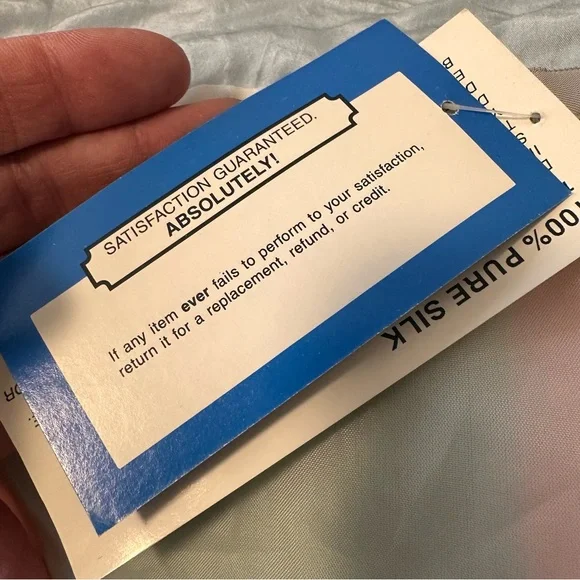 SATISFACTION GUARANTEED.
ABSOLUTELY!
If any item ever fails to perform to your satisfaction,
return it for a replacement, refund, or credit.
100% PURE SILK